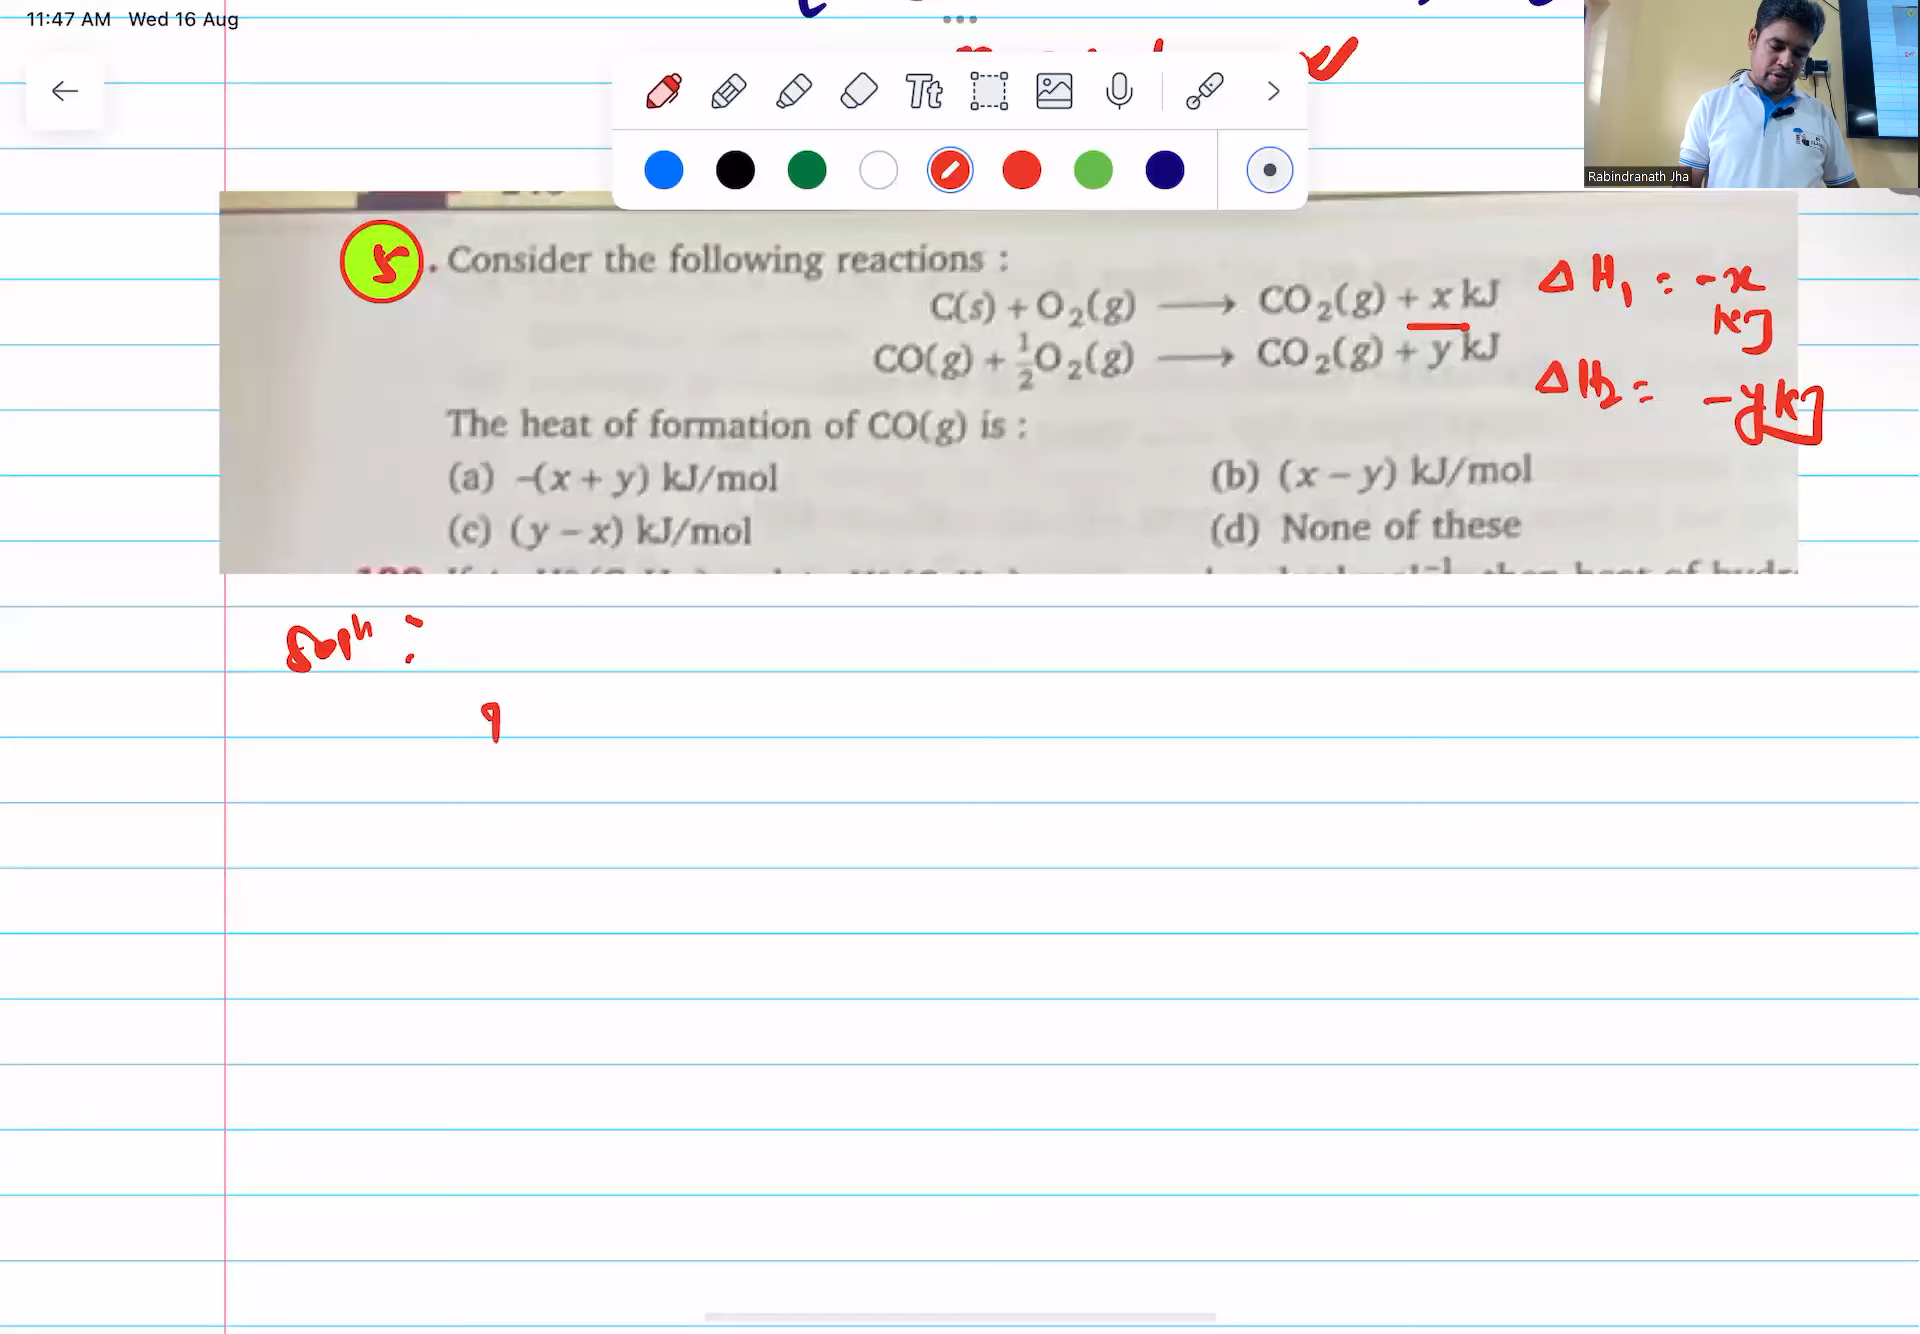 11:47 AM Wed 16 Aug
Tt
Rabindranath Jha
5. Consider the following reactions :
C(s) + O₂(g) ⟶ CO₂(g) + x kJ
ΔH₁ = -x kJ
CO(g) + ½O₂(g) ⟶ CO₂(g) + y kJ
ΔH₂ = -y kJ
The heat of formation of CO(g) is :
(a) -(x + y) kJ/mol
(b) (x – y) kJ/mol
(c) (y – x) kJ/mol
(d) None of these